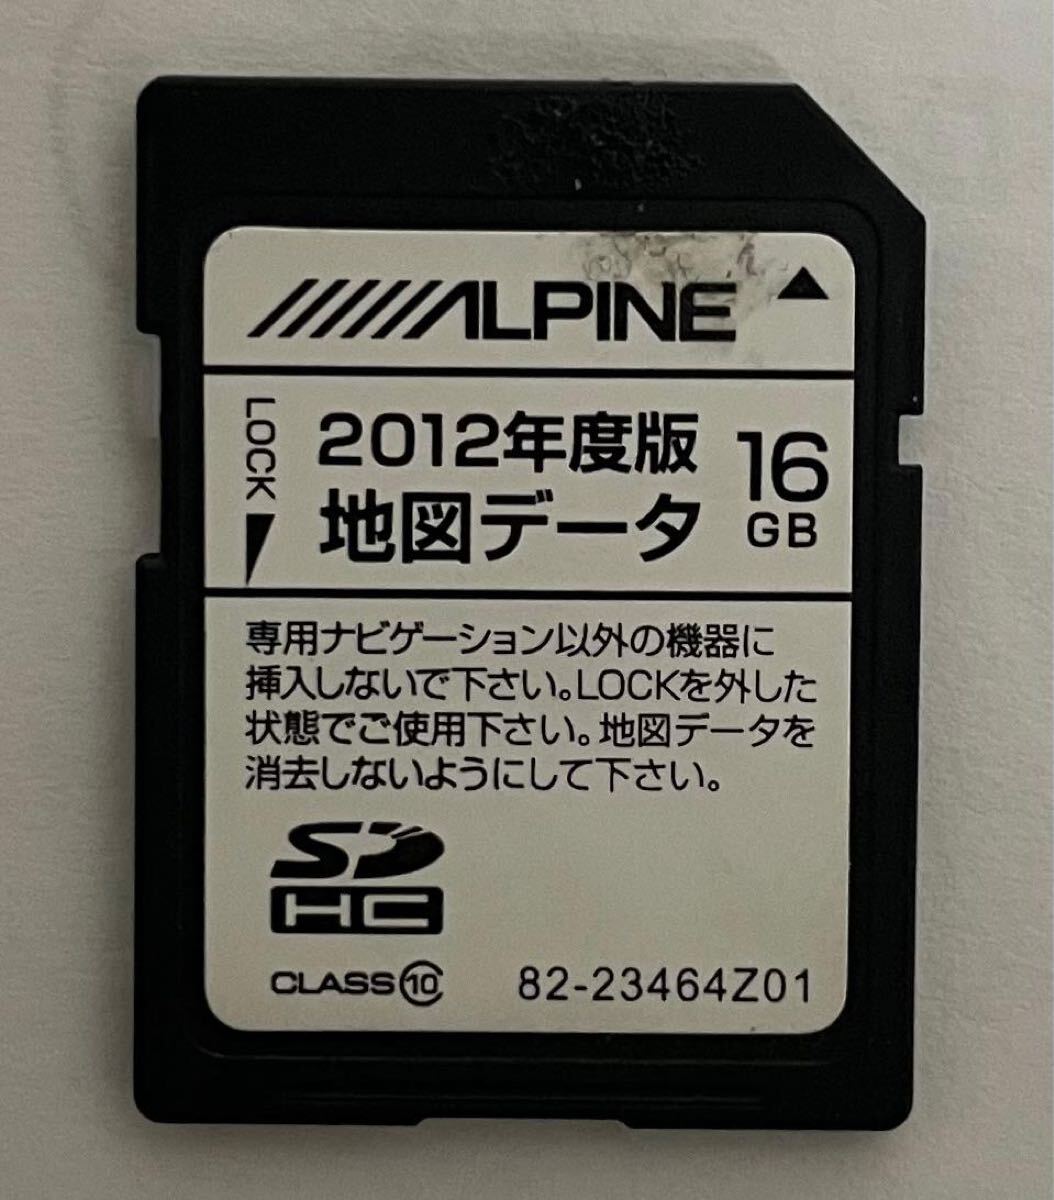 ALPINE
LOCK
2012年度版
地図データ
16
GB
専用ナビゲーション以外の機器に
挿入しないで下さい。LOCKを外した
状態でご使用下さい。地図データを
消去しないようにして下さい。
SD
HC
CLASS10
82-23464Z01